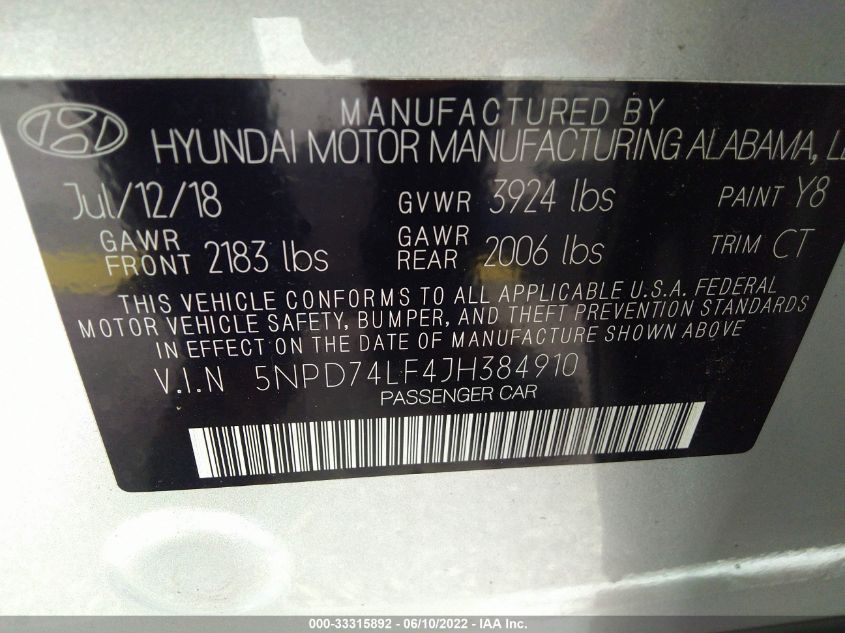 MANUFACTURED BY
HYUNDAI MOTOR MANUFACTURING ALABAMA,
Jul/12/18 GVWR 3924 lbs PAINT Y8
GAWR FRONT 2183 lbs GAWR REAR 2006 lbs TRIM CT
THIS VEHICLE CONFORMS TO ALL APPLICABLE U.S.A. FEDERAL
MOTOR VEHICLE SAFETY, BUMPER, AND THEFT PREVENTION STANDARDS
IN EFFECT ON THE DATE OF MANUFACTURE SHOWN ABOVE
V.I.N 5NPD74LF4JH384910
PASSENGER CAR
000-33315892 - 06/10/2022 - IAA Inc.